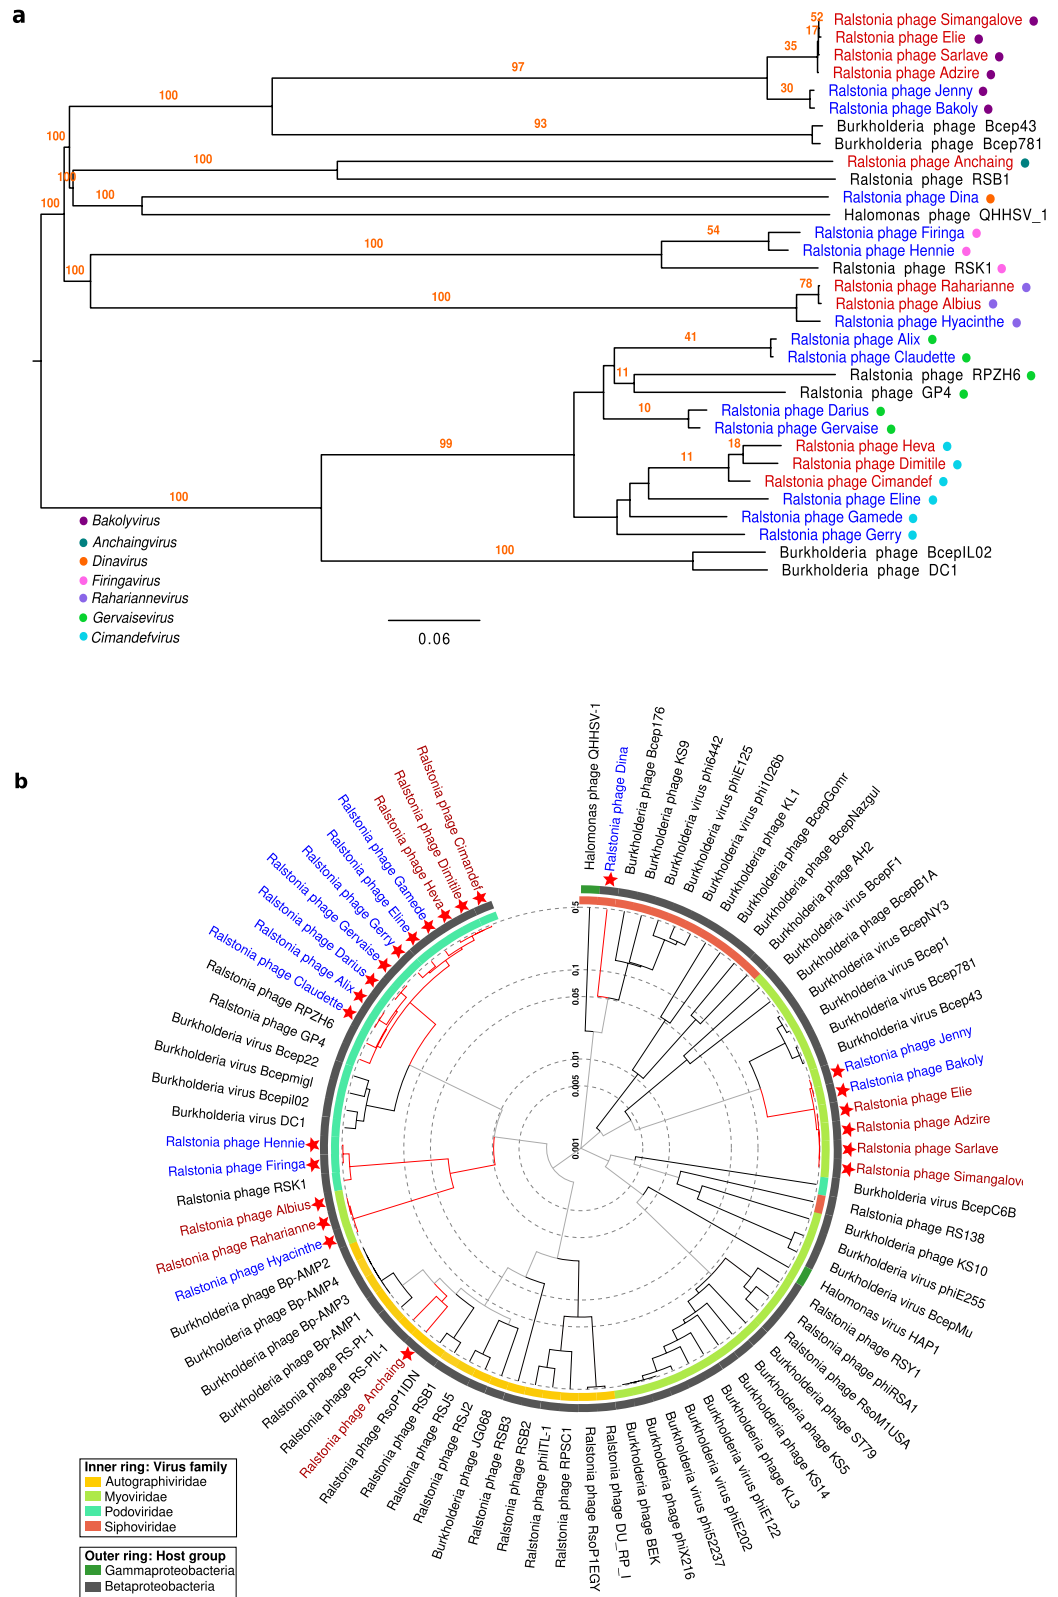 a
52
Ralstonia phage Simangalove
17
Ralstonia phage Elie
35
Ralstonia phage Sarlave
97
Ralstonia phage Adzire
30
Ralstonia phage Jenny
100
Ralstonia phage Bakoly
93
Burkholderia phage Bcep43
100
Burkholderia phage Bcep781
100
Ralstonia phage Anchaing
100
Ralstonia phage RSB1
100
Ralstonia phage Dina
100
Halomonas phage QHHSV_1
54
Ralstonia phage Firinga
100
Ralstonia phage Hennie
100
Ralstonia phage RSK1
78
Ralstonia phage Raharianne
100
Ralstonia phage Albius
Ralstonia phage Hyacinthe
41
Ralstonia phage Alix
Ralstonia phage Claudette
11
Ralstonia phage RPZH6
Ralstonia phage GP4
10
Ralstonia phage Darius
Ralstonia phage Gervaise
99
18
Ralstonia phage Heva
11
Ralstonia phage Dimitile
Ralstonia phage Cimandef
100
Ralstonia phage Eline
Ralstonia phage Gamede
Ralstonia phage Gerry
100
Burkholderia phage BcepIL02
Burkholderia phage DC1
Bakolyvirus
Anchaingvirus
Dinavirus
Firingavirus
Rahariannevirus
Gervaisevirus
Cimandefvirus
0.06
b
Halomonas phage QHHSV-1
Ralstonia phage Dina
Burkholderia phage Bcep176
Burkholderia phage KS9
Burkholderia virus phi6442
Burkholderia virus phiE125
Burkholderia virus phi1026b
Burkholderia phage KL1
Burkholderia phage BcepGomr
Burkholderia phage BcepNazgul
Burkholderia phage AH2
Burkholderia virus BcepF1
Burkholderia phage BcepB1A
Burkholderia virus BcepNY3
Burkholderia virus Bcep1
Burkholderia virus Bcep781
Burkholderia virus Bcep43
Ralstonia phage Jenny
Ralstonia phage Bakoly
Ralstonia phage Elie
Ralstonia phage Adzire
Ralstonia phage Sarlave
Ralstonia phage Simangalov
Burkholderia virus BcepC6B
Ralstonia phage RS138
Burkholderia phage KS10
Burkholderia virus phiE255
Burkholderia virus BcepMu
Halomonas virus HAP1
Ralstonia phage RSY1
Ralstonia phage phiRSA1
Ralstonia phage RsoM1USA
Burkholderia phage ST79
Burkholderia phage KS5
Burkholderia phage KS14
Burkholderia phage KL3
Burkholderia virus phiE122
Burkholderia virus phiE202
Burkholderia virus phi52237
Burkholderia phage phiX216
Burkholderia phage BEK
Ralstonia phage DU_RP_I
Ralstonia phage RsoP1EGY
Ralstonia phage RPSC1
Ralstonia phage phiITL-1
Ralstonia phage RSB2
Ralstonia phage RSB3
Burkholderia phage JG068
Ralstonia phage RSJ2
Ralstonia phage RSJ5
Ralstonia phage RSB1
Ralstonia phage RsoP1IDN
Ralstonia phage Anchaing
Ralstonia phage RS-PII-1
Ralstonia phage RS-PI-1
Burkholderia phage Bp-AMP1
Burkholderia phage Bp-AMP3
Burkholderia phage Bp-AMP4
Burkholderia phage Bp-AMP2
Ralstonia phage Hyacinthe
Ralstonia phage Raharianne
Ralstonia phage Albius
Ralstonia phage RSK1
Ralstonia phage Firinga
Ralstonia phage Hennie
Burkholderia virus DC1
Burkholderia virus Bcepil02
Burkholderia virus Bcepmigl
Burkholderia virus Bcep22
Ralstonia phage GP4
Ralstonia phage RPZH6
Ralstonia phage Claudette
Ralstonia phage Alix
Ralstonia phage Darius
Ralstonia phage Gervaise
Ralstonia phage Gerry
Ralstonia phage Eline
Ralstonia phage Gamede
Ralstonia phage Heva
Ralstonia phage Dimitile
Ralstonia phage Cimandef
0.5
0.1
0.05
0.01
0.005
0.001
Inner ring: Virus family
Autographiviridae
Myoviridae
Podoviridae
Siphoviridae
Outer ring: Host group
Gammaproteobacteria
Betaproteobacteria